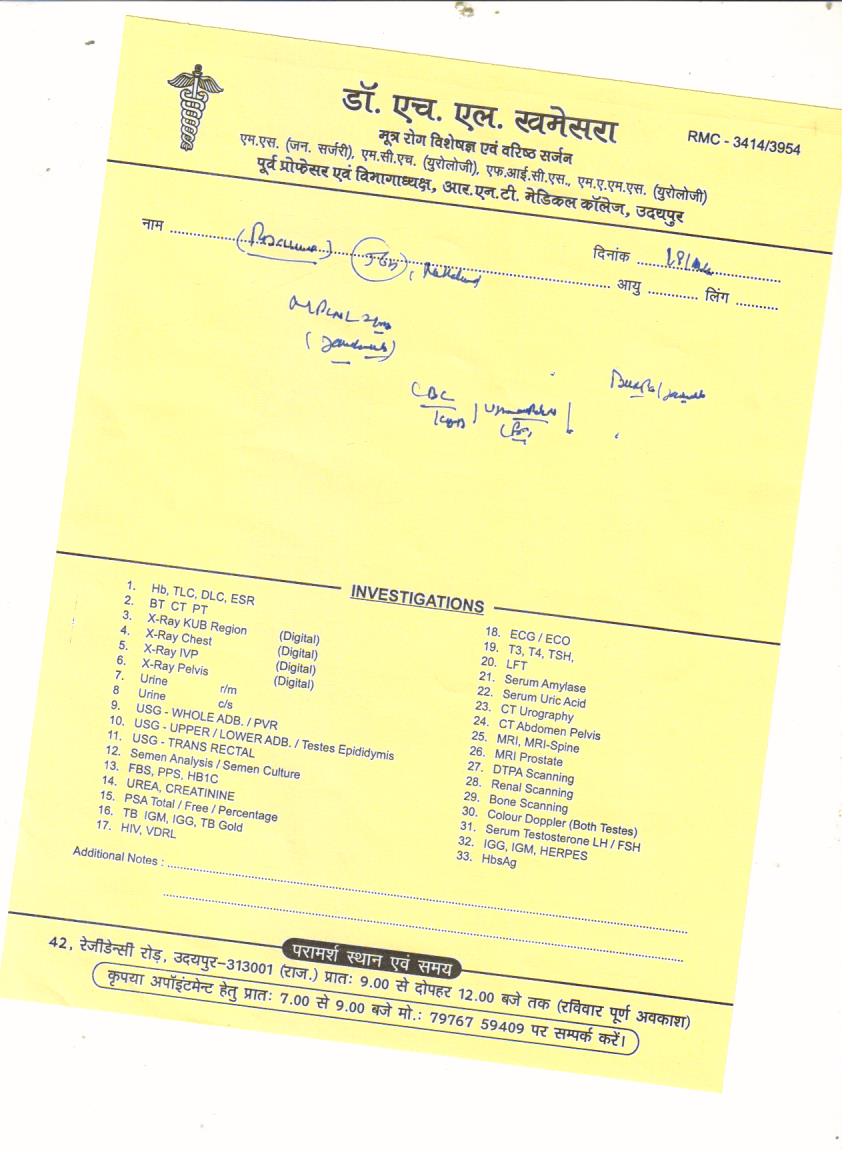 डॉ. एच. एल. खमेसरा
RMC - 3414/3954
मूत्र रोग विशेषज्ञ एवं वरिष्ठ सर्जन
एम.एस. (जन. सर्जरी), एम.सी.एच. (युरोलोजी), एफ.आई.सी.एस., एम.ए.एम.एस. (युरोलोजी)
पूर्व प्रोफेसर एवं विभागाध्यक्ष, आर.एन.टी. मेडिकल कॉलेज, उदयपुर
नाम
दिनांक
आयु लिंग
CBC
INVESTIGATIONS
1. Hb, TLC, DLC, ESR
2. BT CT PT
3. X-Ray KUB Region (Digital)
4. X-Ray Chest (Digital)
5. X-Ray IVP (Digital)
6. X-Ray Pelvis (Digital)
7. Urine r/m
8 Urine c/s
9. USG - WHOLE ADB. / PVR
10. USG - UPPER / LOWER ADB. / Testes Epididymis
11. USG - TRANS RECTAL
12. Semen Analysis / Semen Culture
13. FBS, PPS, HB1C
14. UREA, CREATININE
15. PSA Total / Free / Percentage
16. TB IGM, IGG, TB Gold
17. HIV, VDRL
18. ECG / ECO
19. T3, T4, TSH,
20. LFT
21. Serum Amylase
22. Serum Uric Acid
23. CT Urography
24. CT Abdomen Pelvis
25. MRI, MRI-Spine
26. MRI Prostate
27. DTPA Scanning
28. Renal Scanning
29. Bone Scanning
30. Colour Doppler (Both Testes)
31. Serum Testosterone LH / FSH
32. IGG, IGM, HERPES
33. HbsAg
Additional Notes :
परामर्श स्थान एवं समय
42, रेजीडेन्सी रोड़, उदयपुर–313001 (राज.) प्रातः 9.00 से दोपहर 12.00 बजे तक (रविवार पूर्ण अवकाश)
कृपया अपॉइंटमेन्ट हेतु प्रातः 7.00 से 9.00 बजे मो.: 79767 59409 पर सम्पर्क करें।